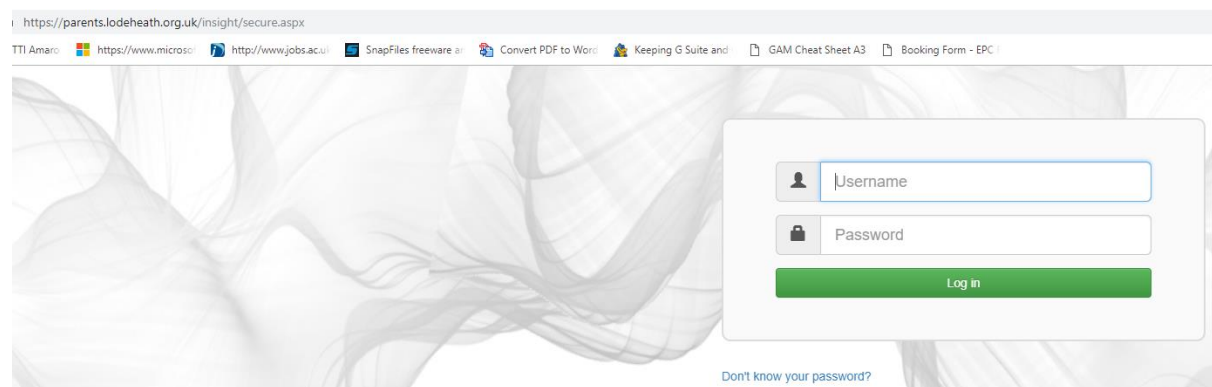 https://parents.lodeheath.org.uk/insight/secure.aspx
TTI Amaro https://www.microso http://www.jobs.ac.u SnapFiles freeware ar Convert PDF to Word Keeping G Suite and GAM Cheat Sheet A3 Booking Form - EPC
Username
Password
Log in
Don't know your password?